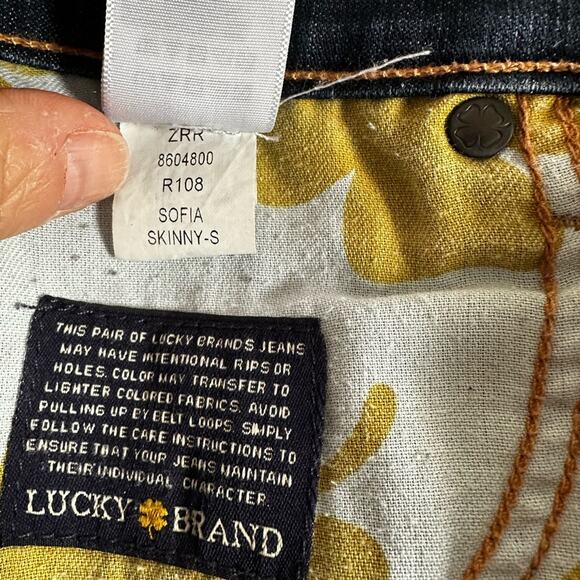 ZRR
8604800
R108
SOFIA
SKINNY-S
THIS PAIR OF LUCKY BRANDS JEANS
MAY HAVE INTENTIONAL RIPS OR
HOLES. COLOR MAY TRANSFER TO
LIGHTER COLORED FABRICS. AVOID
PULLING UP BY BELT LOOPS. SIMPLY
FOLLOW THE CARE INSTRUCTIONS TO
ENSURE THAT YOUR JEANS MAINTAIN
THEIR INDIVIDUAL CHARACTER.
LUCKY BRAND